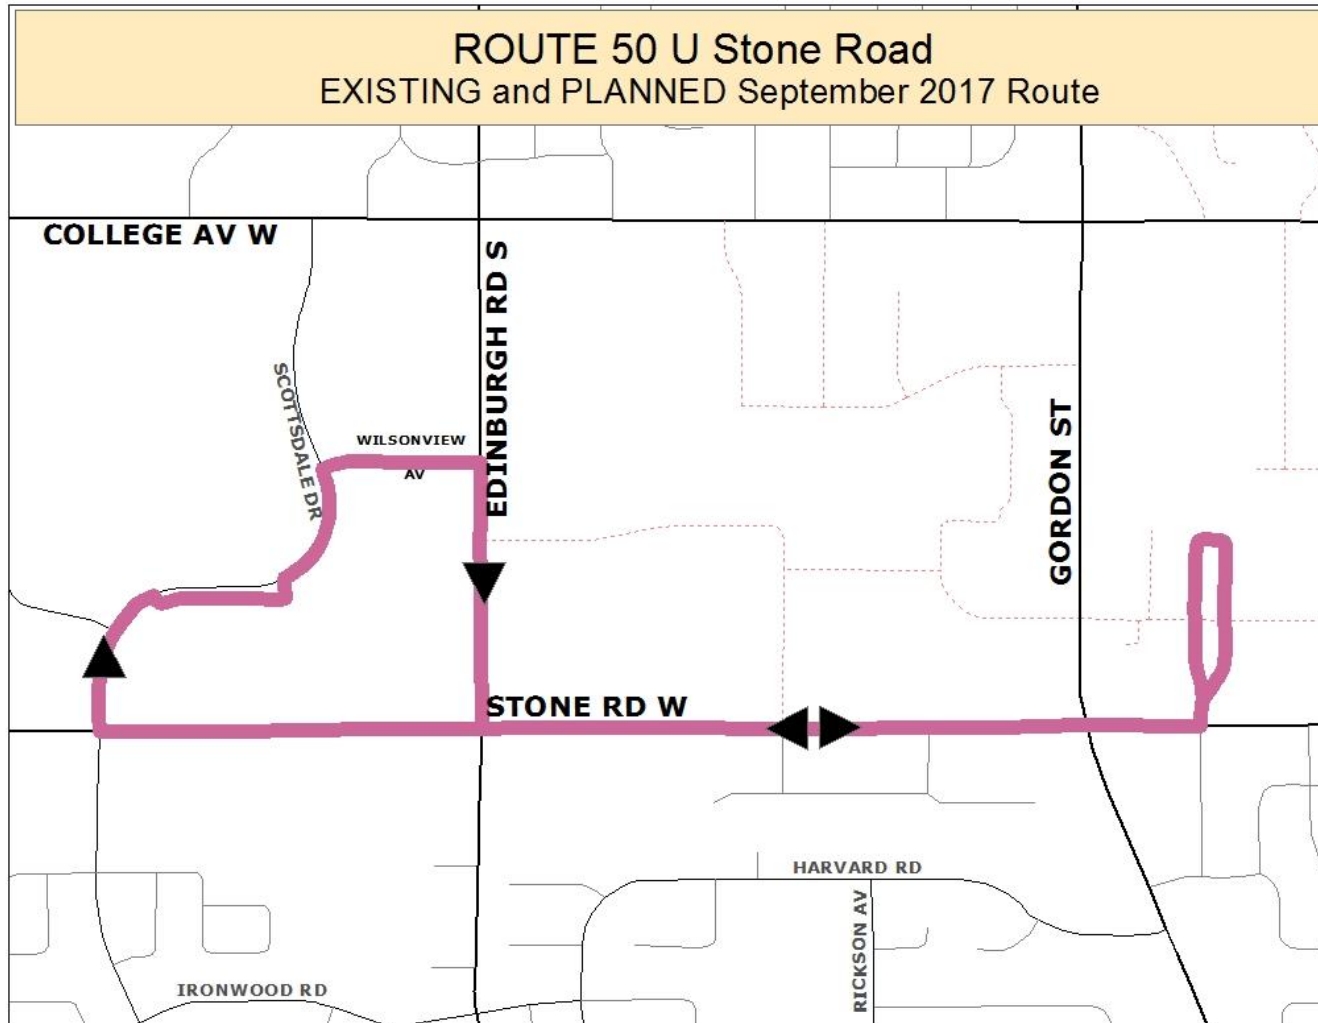 ROUTE 50 U Stone Road
EXISTING and PLANNED September 2017 Route
COLLEGE AV W
EDINBURGH RD S
SCOTTSDALE DR
WILSONVIEW
AV
GORDON ST
STONE RD W
HARVARD RD
RICKSON AV
IRONWOOD RD